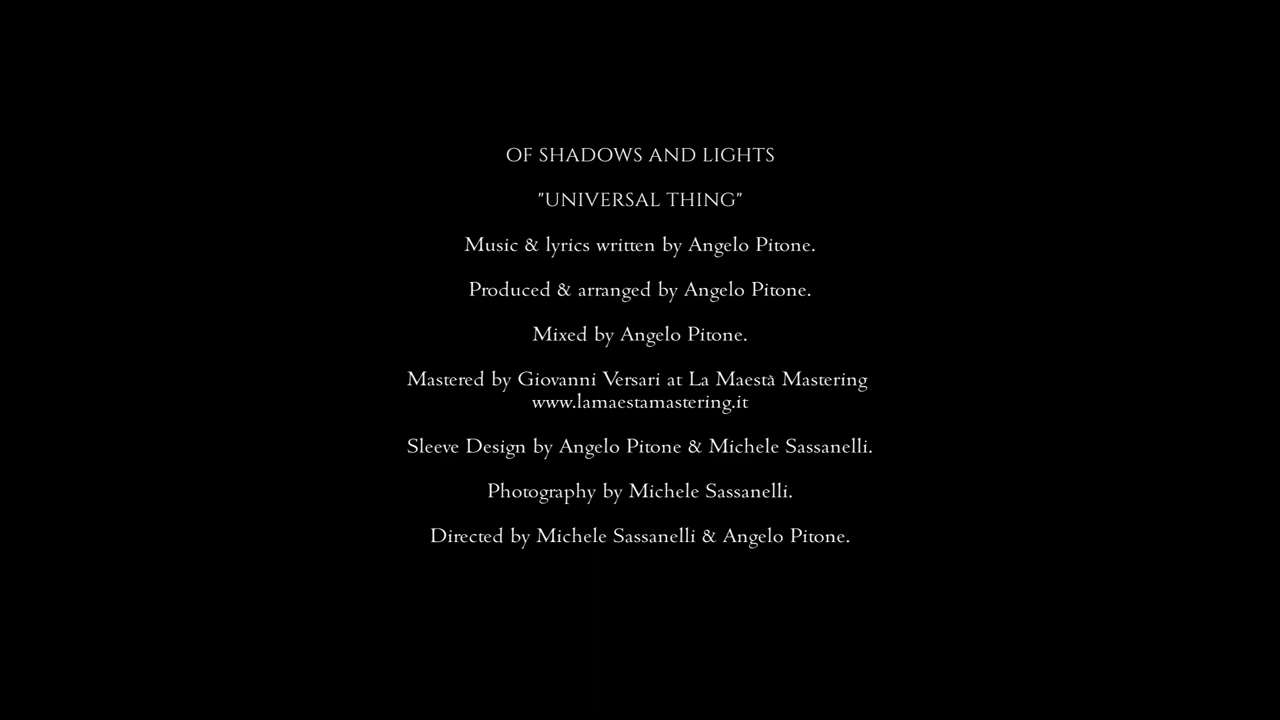 OF SHADOWS AND LIGHTS
"UNIVERSAL THING"
Music & lyrics written by Angelo Pitone.
Produced & arranged by Angelo Pitone.
Mixed by Angelo Pitone.
Mastered by Giovanni Versari at La Maestà Mastering
www.lamaestamastering.it
Sleeve Design by Angelo Pitone & Michele Sassanelli.
Photography by Michele Sassanelli.
Directed by Michele Sassanelli & Angelo Pitone.